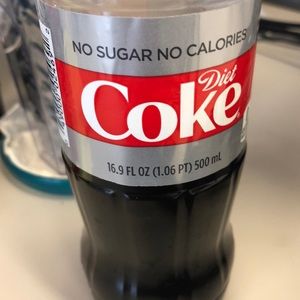 NO SUGAR NO CALORIES
Diet
Coke
16.9 FL OZ (1.06 PT) 500 mL